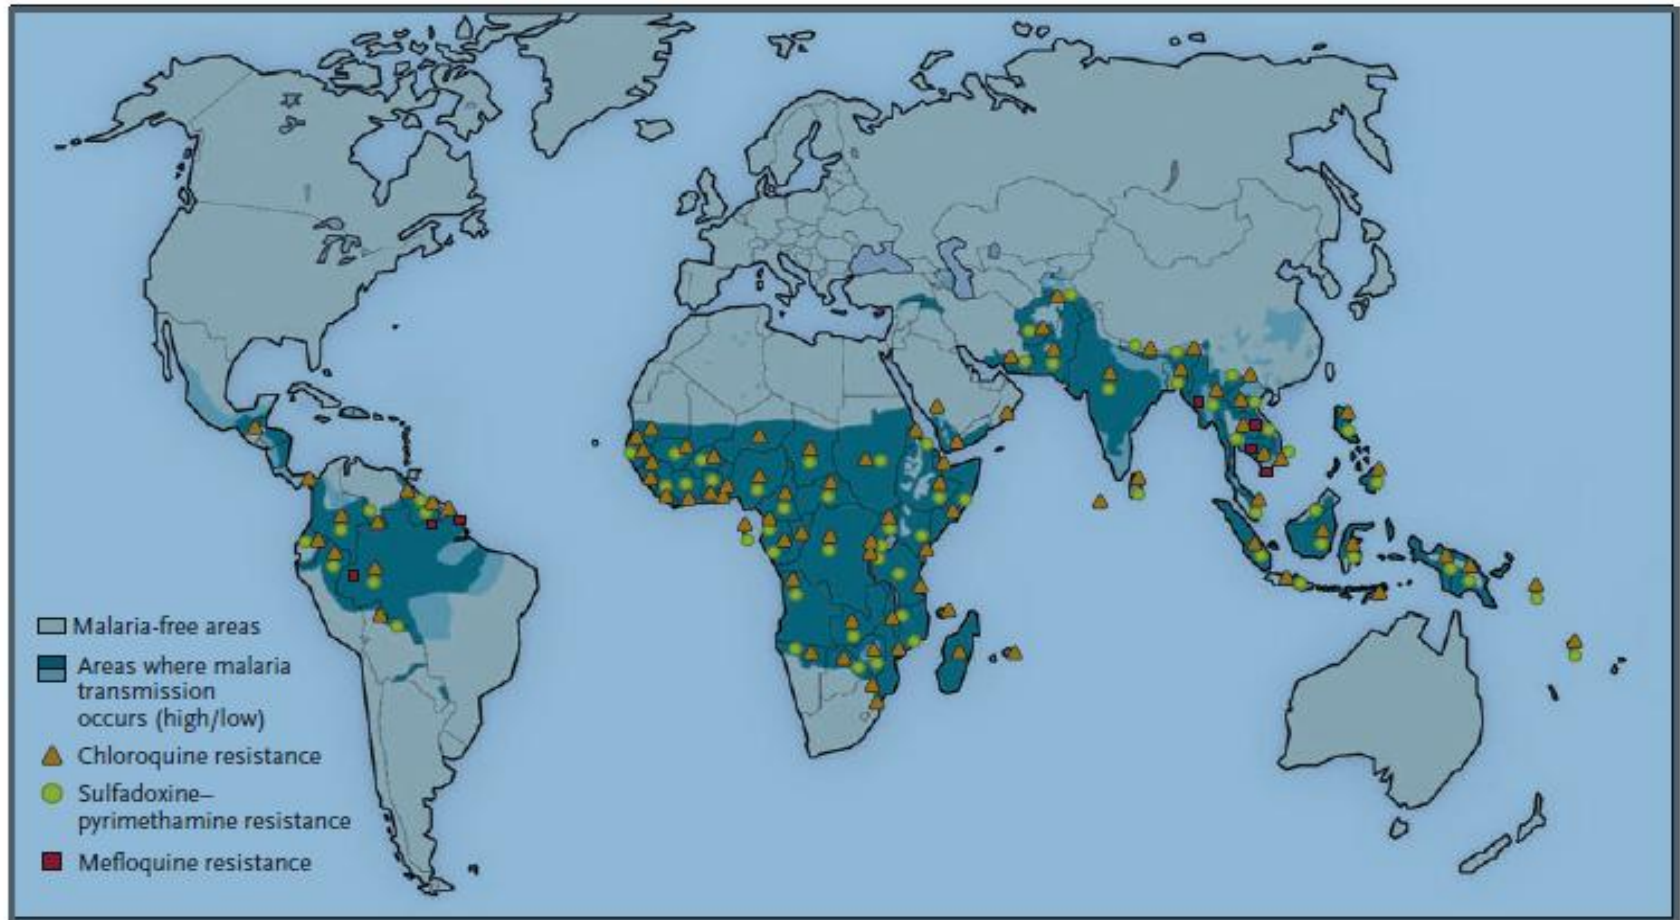 Malaria-free areas
Areas where malaria
transmission
occurs (high/low)
Chloroquine resistance
Sulfadoxine–
pyrimethamine resistance
Mefloquine resistance